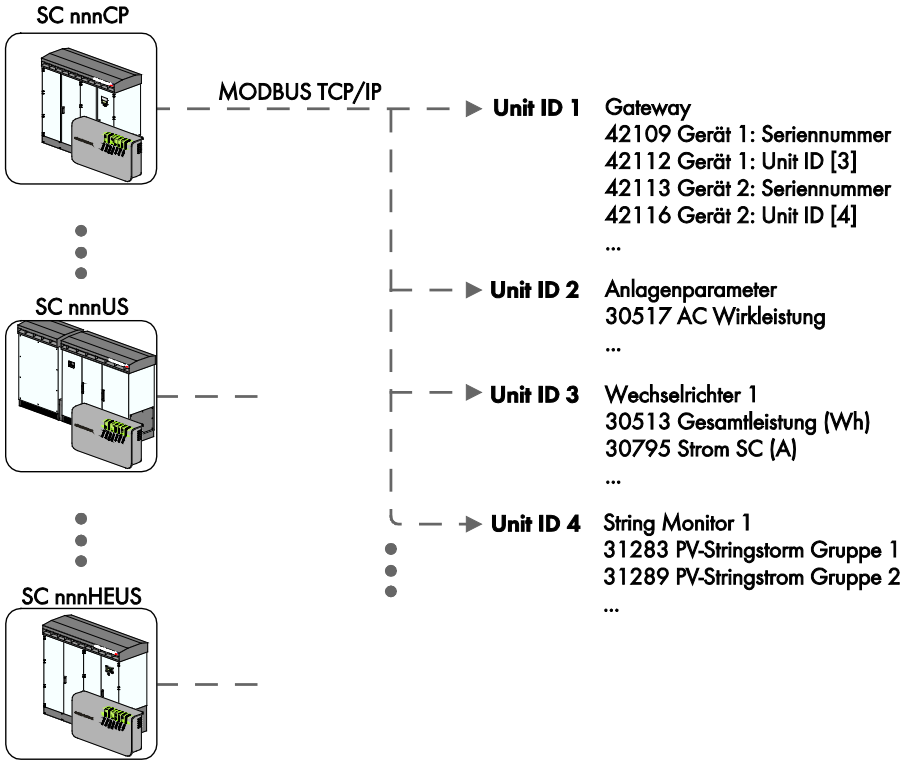 SC nnnCP
MODBUS TCP/IP
Unit ID 1 Gateway
42109 Gerät 1: Seriennummer
42112 Gerät 1: Unit ID [3]
42113 Gerät 2: Seriennummer
42116 Gerät 2: Unit ID [4]
...
Unit ID 2 Anlagenparameter
30517 AC Wirkleistung
...
SC nnnUS
Unit ID 3 Wechselrichter 1
30513 Gesamtleistung (Wh)
30795 Strom SC (A)
...
Unit ID 4 String Monitor 1
31283 PV-Stringstorm Gruppe 1
31289 PV-Stringstrom Gruppe 2
...
SC nnnHEUS